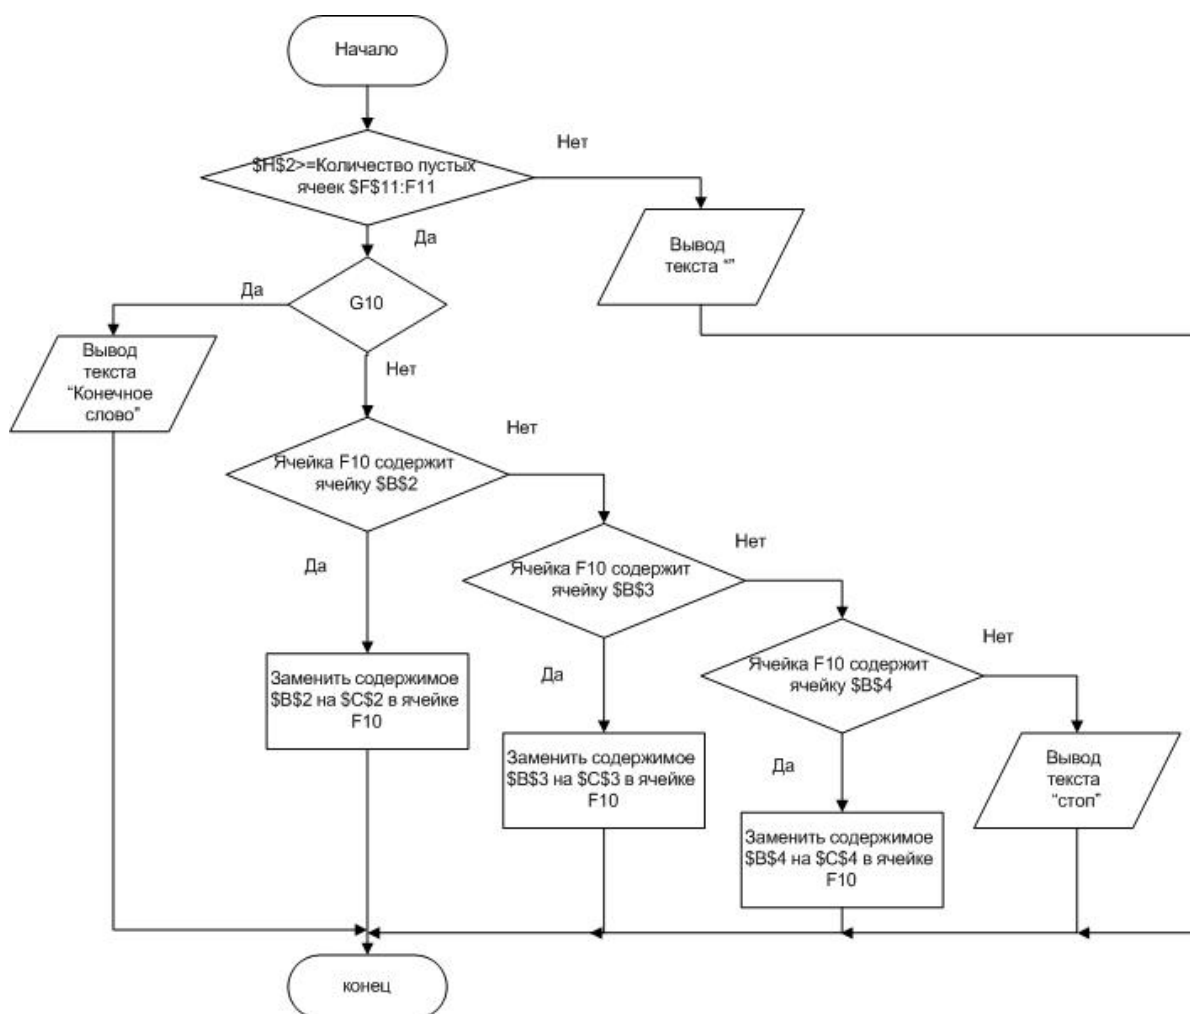 Начало
Нет
$H$2>=Количество пустых
ячеек $F$11:F11
Да
Вывод
текста “”
Да
G10
Вывод
текста
“Конечное
слово”
Нет
Нет
Ячейка F10 содержит
ячейку $B$2
Нет
Да
Ячейка F10 содержит
ячейку $B$3
Нет
Ячейка F10 содержит
ячейку $B$4
Да
Заменить содержимое
$B$2 на $C$2 в ячейке
F10
Заменить содержимое
$B$3 на $C$3 в ячейке
F10
Да
Вывод
текста
“стоп”
Заменить содержимое
$B$4 на $C$4 в ячейке
F10
конец